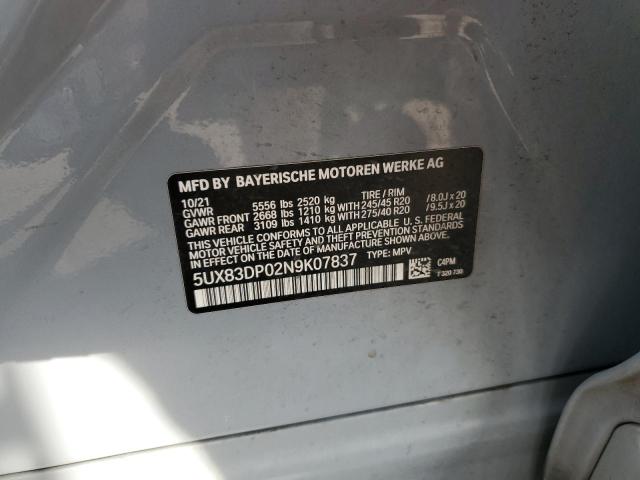 MFD BY BAYERISCHE MOTOREN WERKE AG
10/21 TIRE / RIM
GVWR 5556 lbs 2520 kg
GAWR FRONT 2668 lbs 1210 kg WITH 245/45 R20 / 8.0J x 20
GAWR REAR 3109 lbs 1410 kg WITH 275/40 R20 / 9.5J x 20
THIS VEHICLE CONFORMS TO ALL APPLICABLE U.S. FEDERAL
MOTOR VEHICLE SAFETY AND THEFT PREVENTION STANDARDS
IN EFFECT ON THE DATE OF MANUFACTURE SHOWN ABOVE.
5UX83DP02N9K07837 TYPE: MPV
C4PM
7 320 730